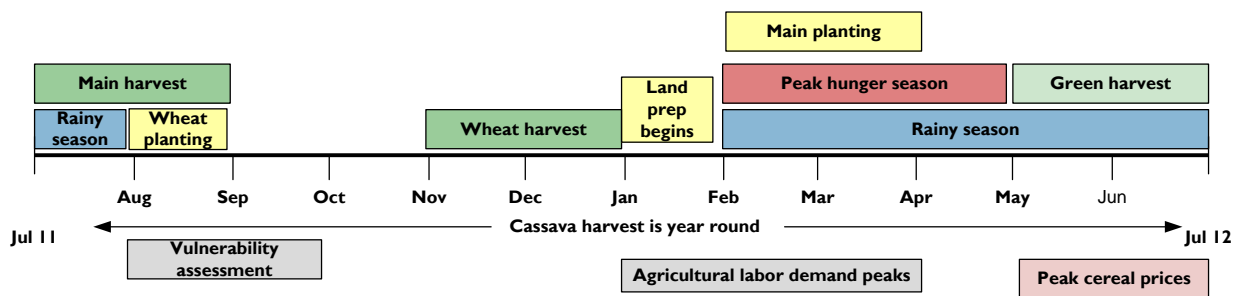 Main planting
Main harvest
Peak hunger season
Green harvest
Rainy
season
Wheat
planting
Wheat harvest
Land
prep
begins
Rainy season
Aug
Sep
Oct
Nov
Dec
Jan
Feb
Mar
Apr
May
Jun
Jul 11
Cassava harvest is year round
Jul 12
Vulnerability
assessment
Agricultural labor demand peaks
Peak cereal prices